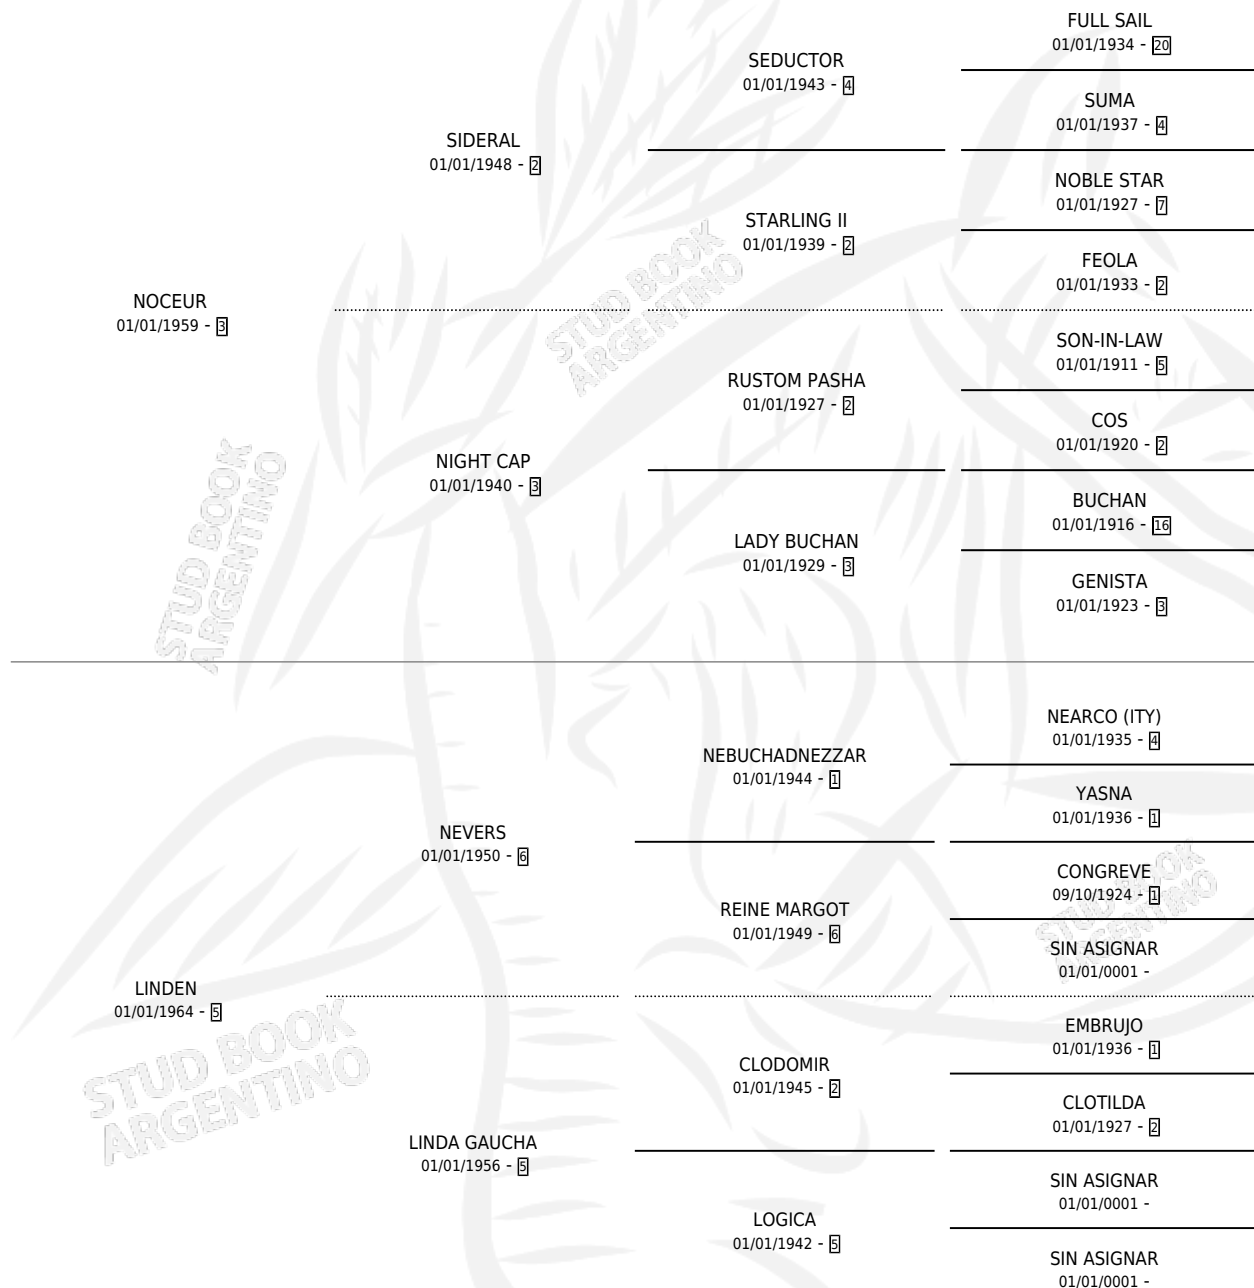 FULL SAIL
01/01/1934 - 20
SEDUCTOR
01/01/1943 - 4
SUMA
01/01/1937 - 4
SIDERAL
01/01/1948 - 2
NOBLE STAR
01/01/1927 - 7
STARLING II
01/01/1939 - 2
FEOLA
01/01/1933 - 2
NOCEUR
01/01/1959 - 3
SON-IN-LAW
01/01/1911 - 5
RUSTOM PASHA
01/01/1927 - 2
COS
01/01/1920 - 2
NIGHT CAP
01/01/1940 - 3
BUCHAN
01/01/1916 - 16
LADY BUCHAN
01/01/1929 - 3
GENISTA
01/01/1923 - 3
NEARCO (ITY)
01/01/1935 - 4
NEBUCHADNEZZAR
01/01/1944 - 1
YASNA
01/01/1936 - 1
NEVERS
01/01/1950 - 6
CONGREVE
09/10/1924 - 1
REINE MARGOT
01/01/1949 - 6
SIN ASIGNAR
01/01/0001 -
LINDEN
01/01/1964 - 5
EMBRUJO
01/01/1936 - 1
CLODOMIR
01/01/1945 - 2
CLOTILDA
01/01/1927 - 2
LINDA GAUCHA
01/01/1956 - 5
SIN ASIGNAR
01/01/0001 -
LOGICA
01/01/1942 - 5
SIN ASIGNAR
01/01/0001 -
STUD BOOK
ARGENTINO
STUD BOOK
ARGENTINO
STUD BOOK
ARGENTINO
STUD BOOK
ARGENTINO